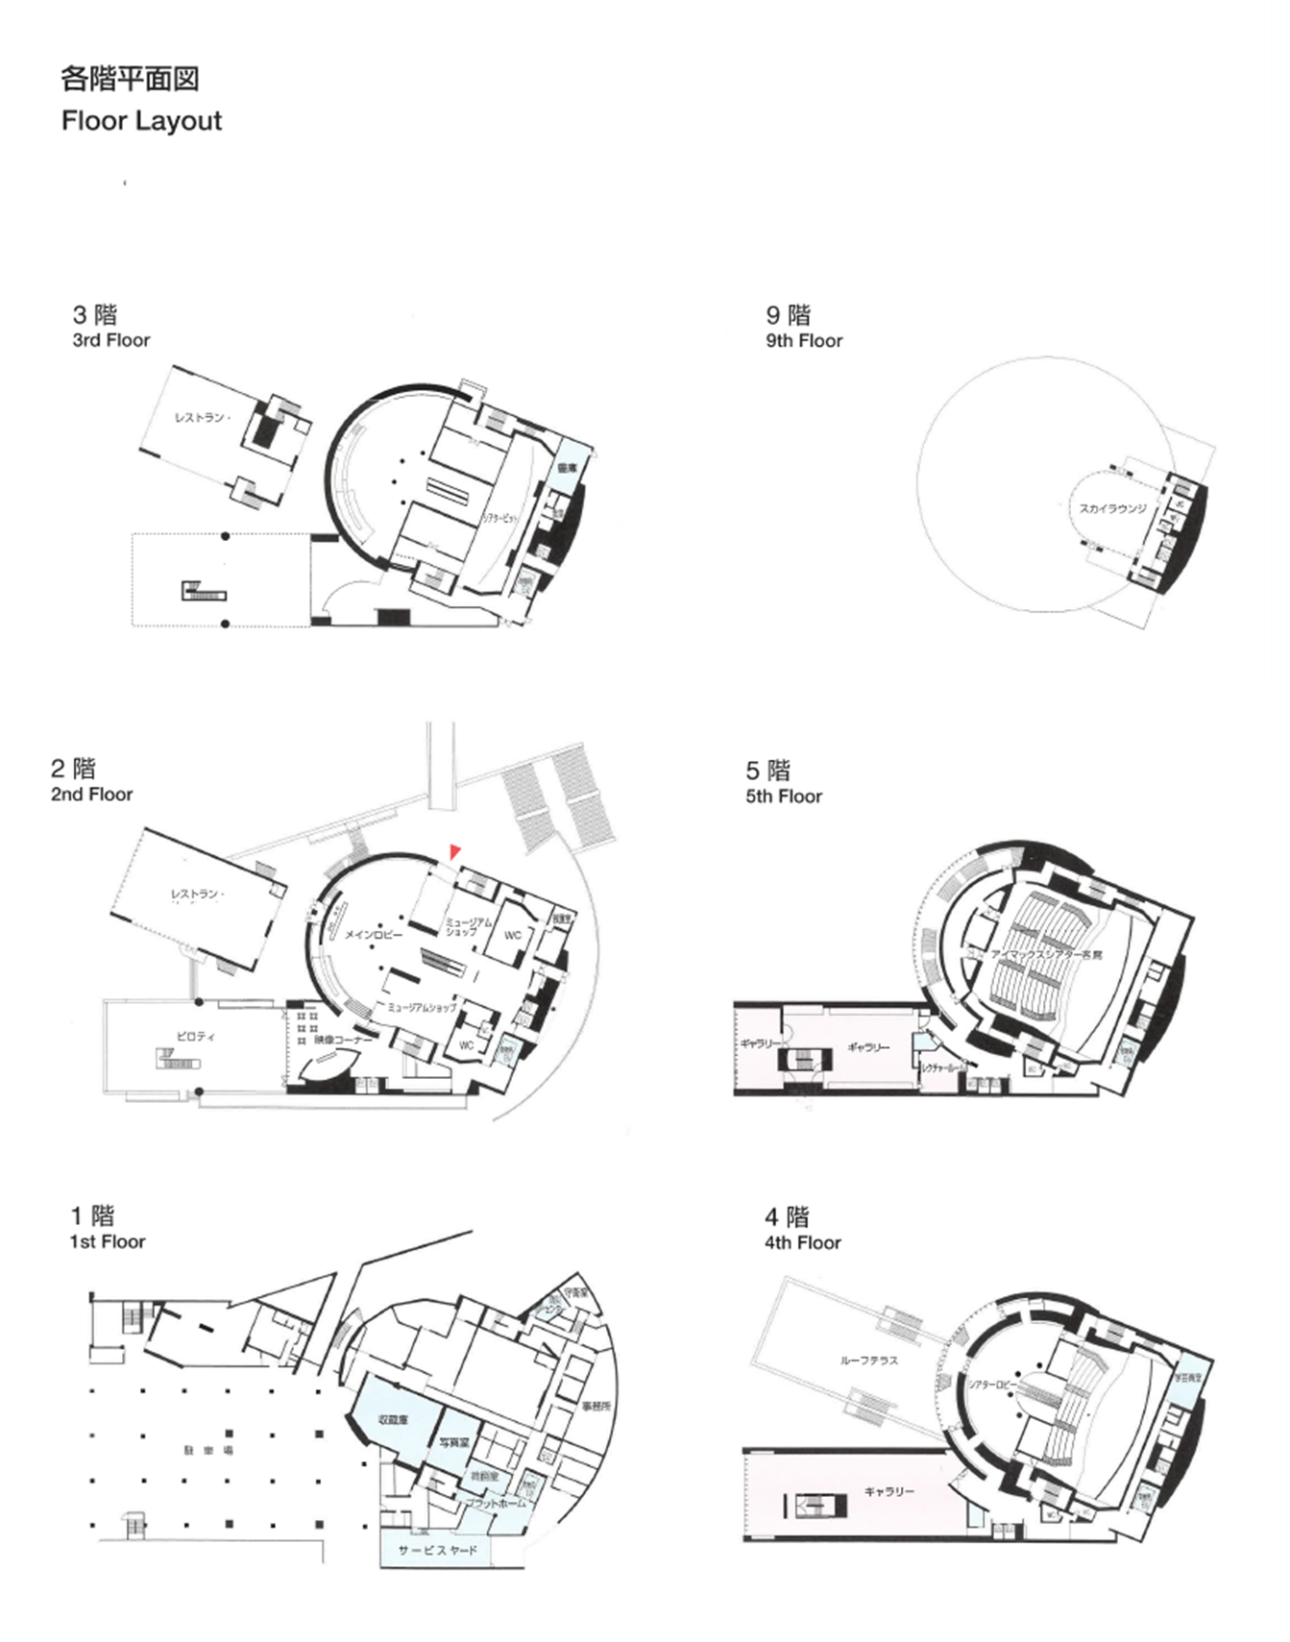 各階平面図
Floor Layout
3 階
3rd Floor
レストラン
シアターピット
9 階
9th Floor
スカイラウンジ
2 階
2nd Floor
レストラン
メインロビー
ミュージアム
ショップ
WC
ミュージアムショップ
WC
ピロティ
映像コーナー
5 階
5th Floor
アイマックスシアター客席
ギャラリー
ギャラリー
レクチャールーム
1 階
1st Floor
守衛室
事務所
収蔵庫
写真室
荷解室
プラットホーム
サービスヤード
駐車場
4 階
4th Floor
ルーフテラス
シアターロビー
学芸員室
ギャラリー